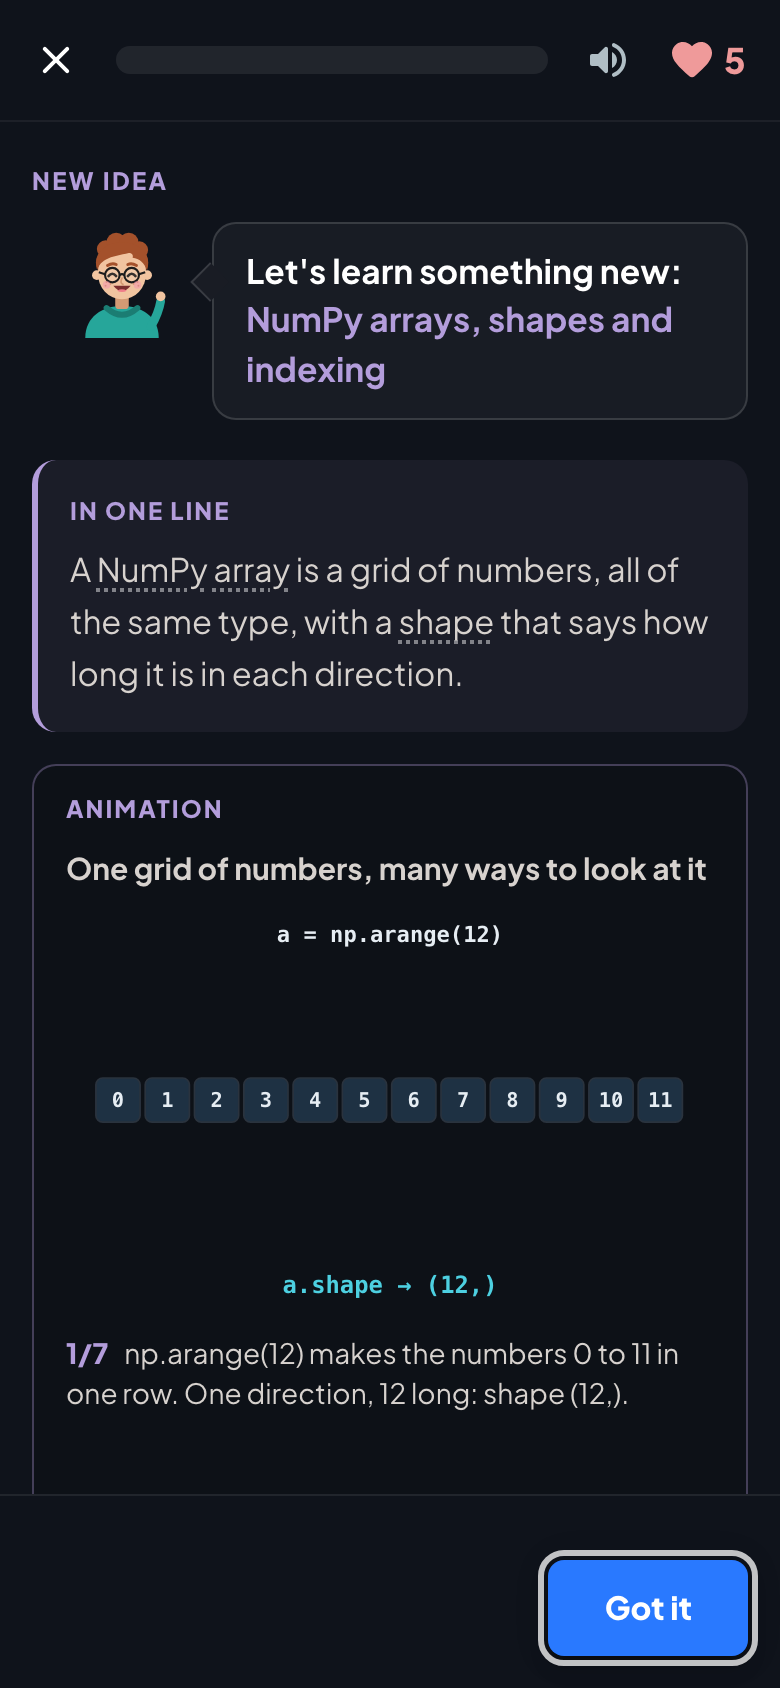 5
NEW IDEA
Let's learn something new:
NumPy arrays, shapes and
indexing
IN ONE LINE
A NumPy array is a grid of numbers, all of
the same type, with a shape that says how
long it is in each direction.
ANIMATION
One grid of numbers, many ways to look at it
a = np.arange(12)
0 1 2 3 4 5 6 7 8 9 10 11
a.shape → (12,)
1/7 np.arange(12) makes the numbers 0 to 11 in
one row. One direction, 12 long: shape (12,).
Got it